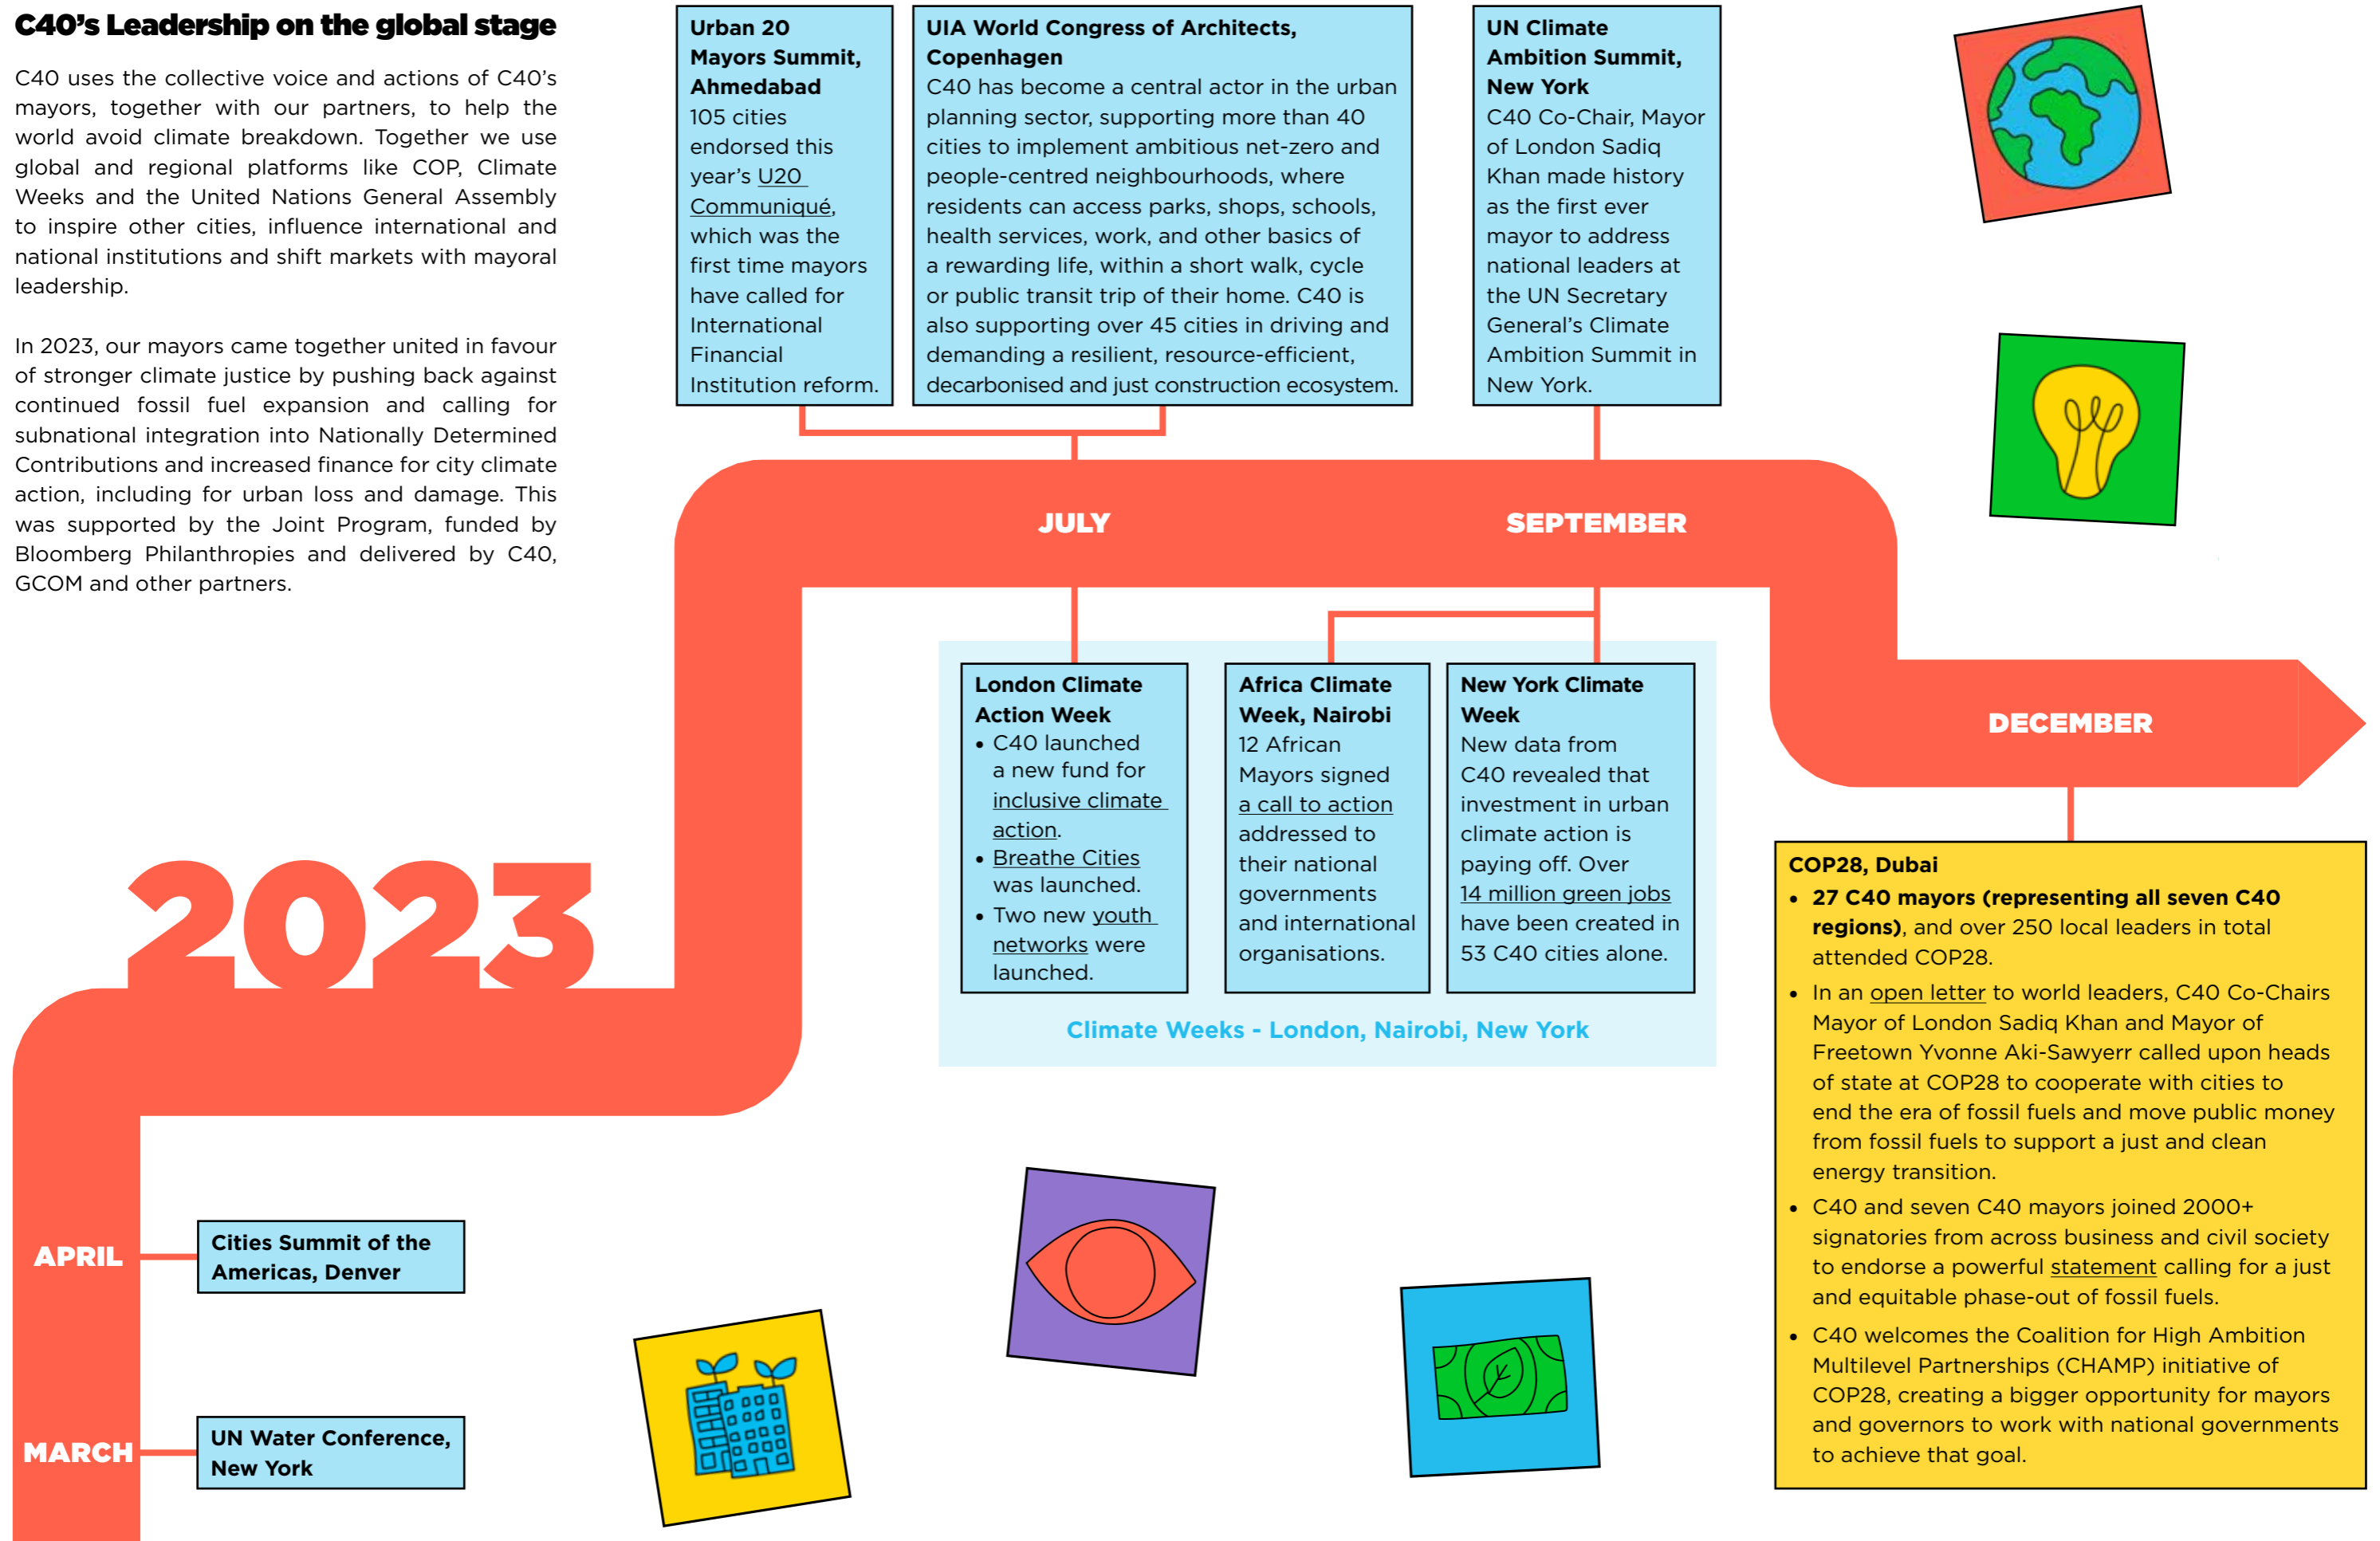 C40's Leadership on the global stage
C40 uses the collective voice and actions of C40's
mayors, together with our partners, to help the
world avoid climate breakdown. Together we use
global and regional platforms like COP, Climate
Weeks and the United Nations General Assembly
to inspire other cities, influence international and
national institutions and shift markets with mayoral
leadership.
In 2023, our mayors came together united in favour
of stronger climate justice by pushing back against
continued fossil fuel expansion and calling for
subnational integration into Nationally Determined
Contributions and increased finance for city climate
action, including for urban loss and damage. This
was supported by the Joint Program, funded by
Bloomberg Philanthropies and delivered by C40,
GCOM and other partners.
2023
MARCH
UN Water Conference,
New York
APRIL
Cities Summit of the
Americas, Denver
JULY
Urban 20
Mayors Summit,
Ahmedabad
105 cities
endorsed this
year's U20
Communiqué,
which was the
first time mayors
have called for
International
Financial
Institution reform.
UIA World Congress of Architects,
Copenhagen
C40 has become a central actor in the urban
planning sector, supporting more than 40
cities to implement ambitious net-zero and
people-centred neighbourhoods, where
residents can access parks, shops, schools,
health services, work, and other basics of
a rewarding life, within a short walk, cycle
or public transit trip of their home. C40 is
also supporting over 45 cities in driving and
demanding a resilient, resource-efficient,
decarbonised and just construction ecosystem.
London Climate
Action Week
• C40 launched
a new fund for
inclusive climate
action.
• Breathe Cities
was launched.
• Two new youth
networks were
launched.
SEPTEMBER
UN Climate
Ambition Summit,
New York
C40 Co-Chair, Mayor
of London Sadiq
Khan made history
as the first ever
mayor to address
national leaders at
the UN Secretary
General's Climate
Ambition Summit in
New York.
Africa Climate
Week, Nairobi
12 African
Mayors signed
a call to action
addressed to
their national
governments
and international
organisations.
New York Climate
Week
New data from
C40 revealed that
investment in urban
climate action is
paying off. Over
14 million green jobs
have been created in
53 C40 cities alone.
Climate Weeks - London, Nairobi, New York
DECEMBER
COP28, Dubai
• 27 C40 mayors (representing all seven C40
regions), and over 250 local leaders in total
attended COP28.
• In an open letter to world leaders, C40 Co-Chairs
Mayor of London Sadiq Khan and Mayor of
Freetown Yvonne Aki-Sawyerr called upon heads
of state at COP28 to cooperate with cities to
end the era of fossil fuels and move public money
from fossil fuels to support a just and clean
energy transition.
• C40 and seven C40 mayors joined 2000+
signatories from across business and civil society
to endorse a powerful statement calling for a just
and equitable phase-out of fossil fuels.
• C40 welcomes the Coalition for High Ambition
Multilevel Partnerships (CHAMP) initiative of
COP28, creating a bigger opportunity for mayors
and governors to work with national governments
to achieve that goal.